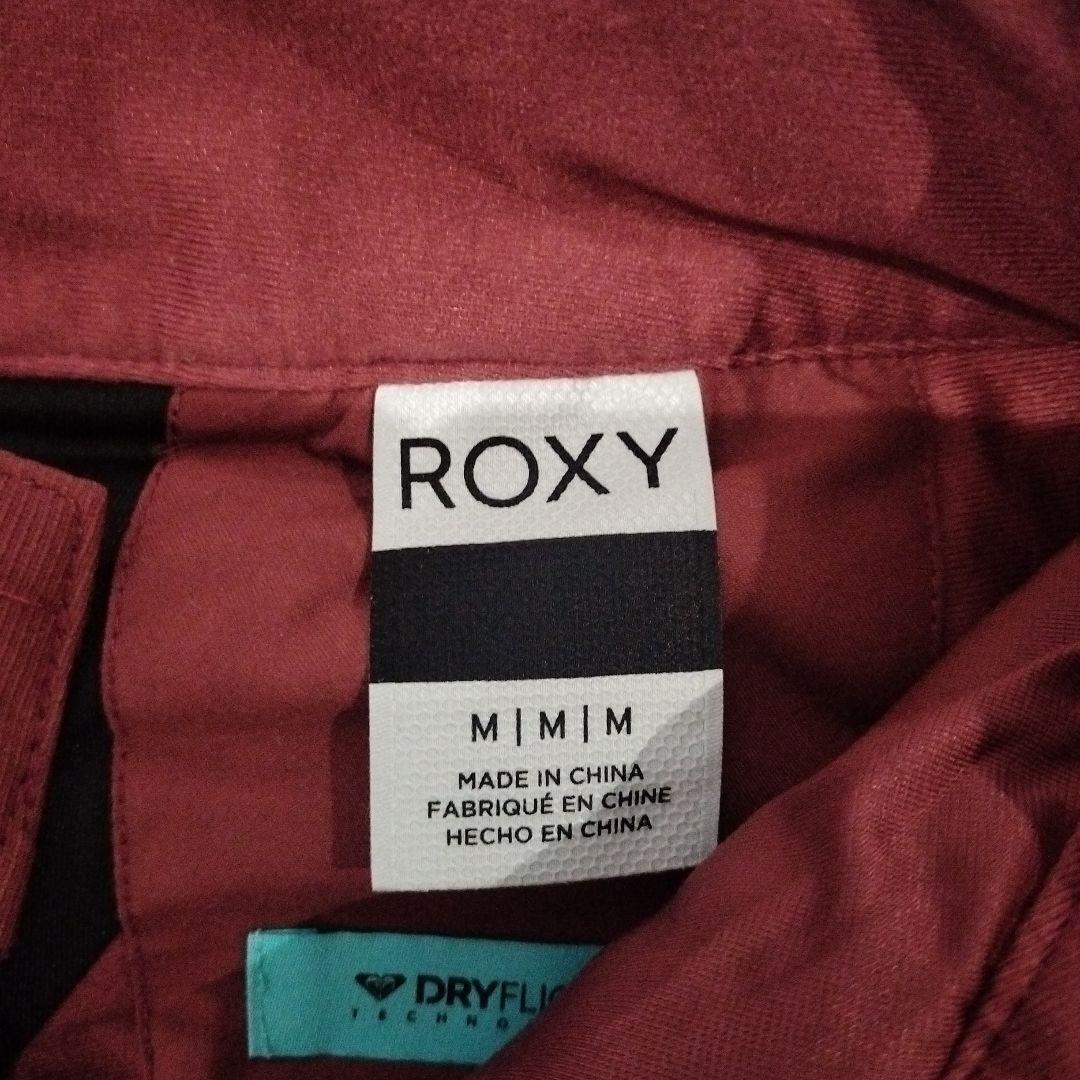 ROXY
M | M | M
MADE IN CHINA
FABRIQUÉ EN CHINE
HECHO EN CHINA